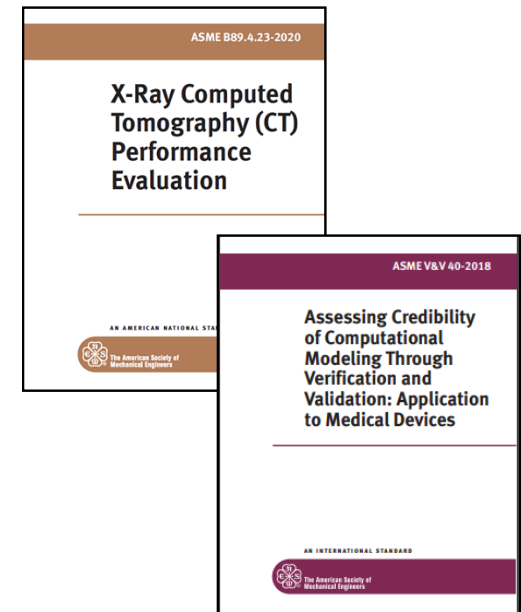 ASME B89.4.23-2020
X-Ray Computed
Tomography (CT)
Performance
Evaluation
AN AMERICAN NATIONAL STA
The American Society of
Mechanical Engineers
ASME V&V 40-2018
Assessing Credibility
of Computational
Modeling Through
Verification and
Validation: Application
to Medical Devices
AN INTERNATIONAL STANDARD
The American Society of
Mechanical Engineers